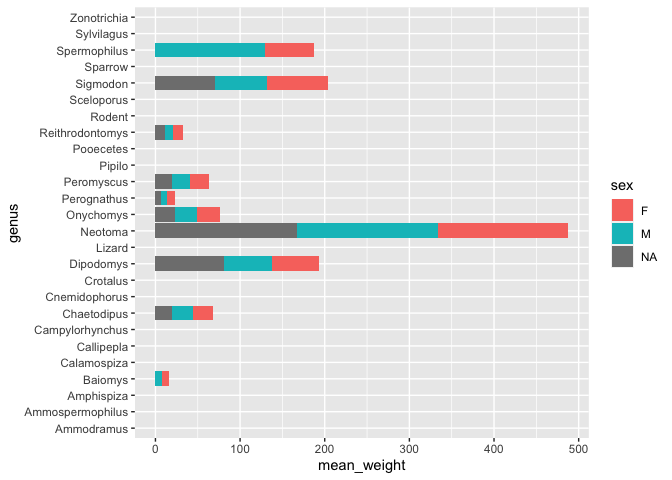 Zonotrichia
Sylvilagus
Spermophilus
Sparrow
Sigmodon
Sceloporus
Rodent
Reithrodontomys
Pooecetes
Pipilo
Peromyscus
Perognathus
Onychomys
Neotoma
Lizard
Dipodomys
Crotalus
Cnemidophorus
Chaetodipus
Campylorhynchus
Callipepla
Calamospiza
Baiomys
Amphispiza
Ammospermophilus
Ammodramus
genus
0 100 200 300 400 500
mean_weight
sex
F
M
NA